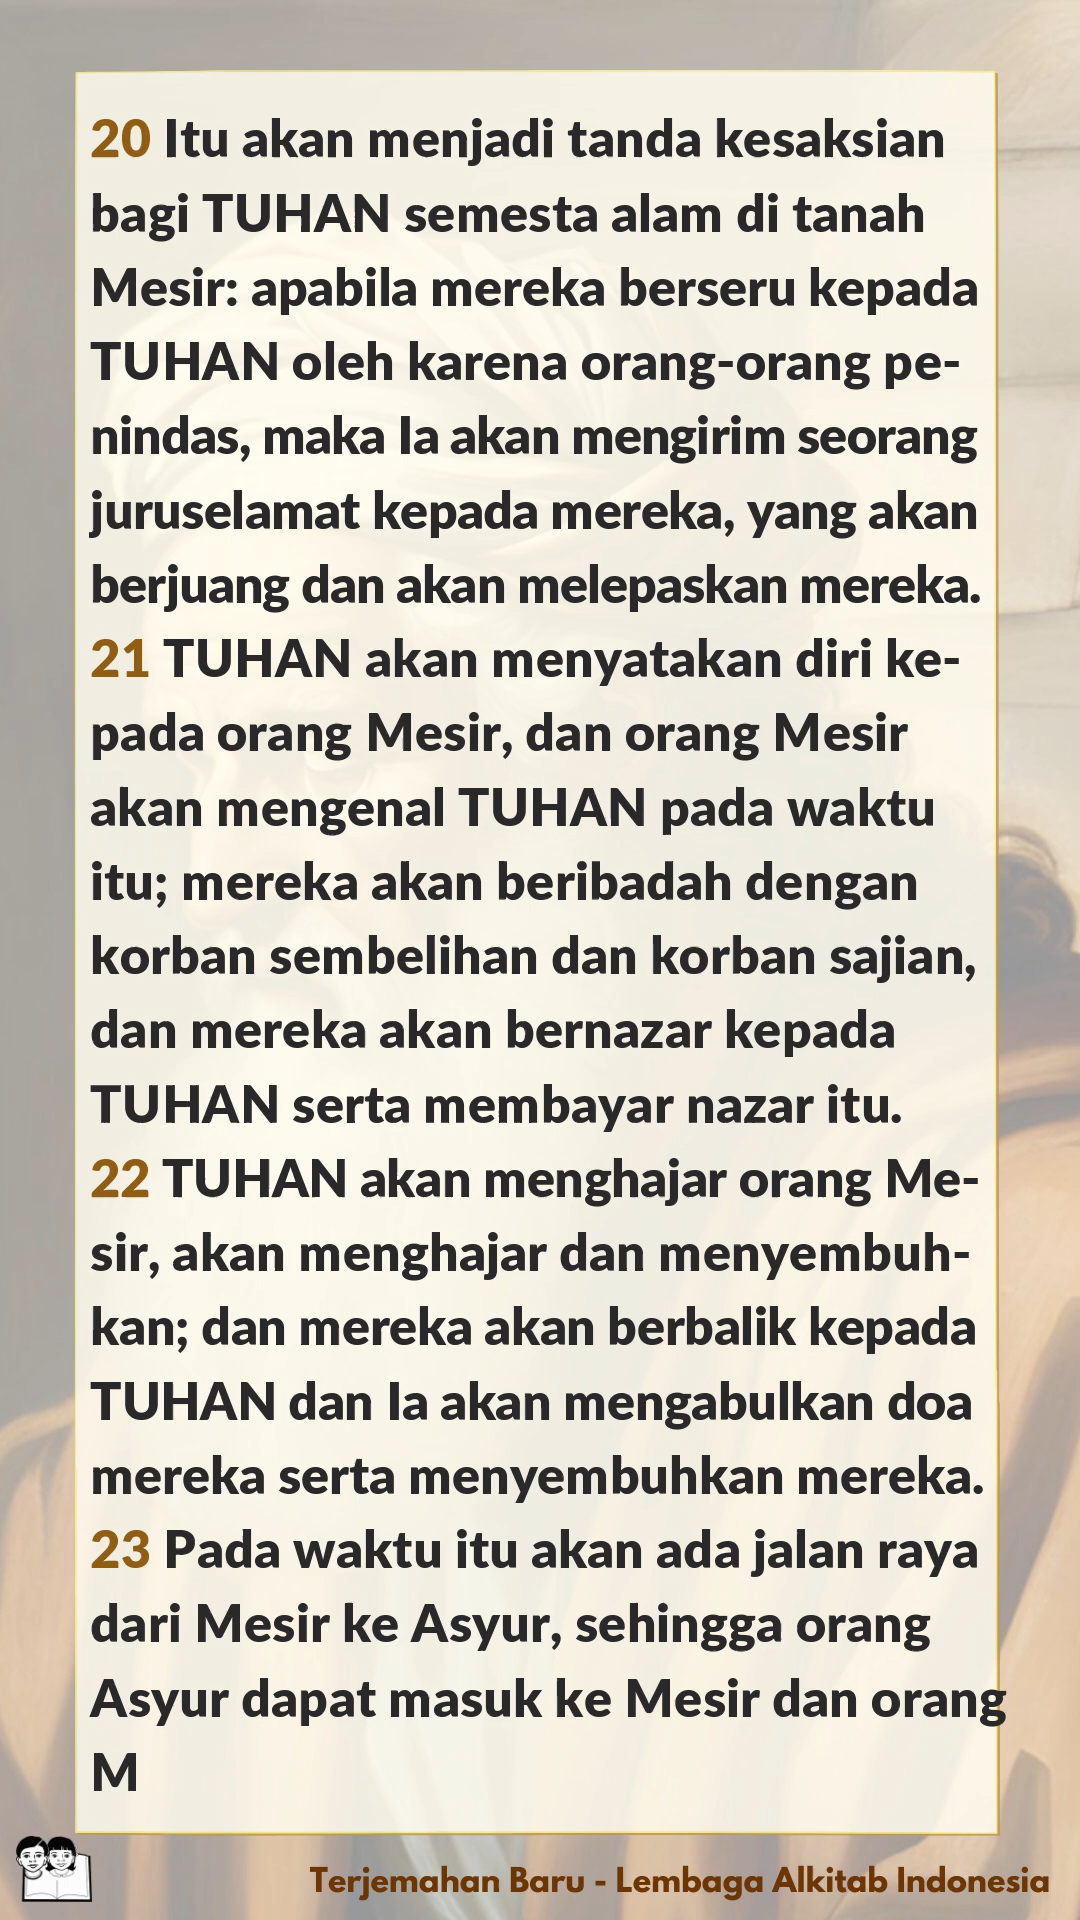 20 Itu akan menjadi tanda kesaksian
bagi TUHAN semesta alam di tanah
Mesir: apabila mereka berseru kepada
TUHAN oleh karena orang-orang pe-
nindas, maka Ia akan mengirim seorang
juruselamat kepada mereka, yang akan
berjuang dan akan melepaskan mereka.
21 TUHAN akan menyatakan diri ke-
pada orang Mesir, dan orang Mesir
akan mengenal TUHAN pada waktu
itu; mereka akan beribadah dengan
korban sembelihan dan korban sajian,
dan mereka akan bernazar kepada
TUHAN serta membayar nazar itu.
22 TUHAN akan menghajar orang Me-
sir, akan menghajar dan menyembuh-
kan; dan mereka akan berbalik kepada
TUHAN dan Ia akan mengabulkan doa
mereka serta menyembuhkan mereka.
23 Pada waktu itu akan ada jalan raya
dari Mesir ke Asyur, sehingga orang
Asyur dapat masuk ke Mesir dan orang
M
Terjemahan Baru - Lembaga Alkitab Indonesia